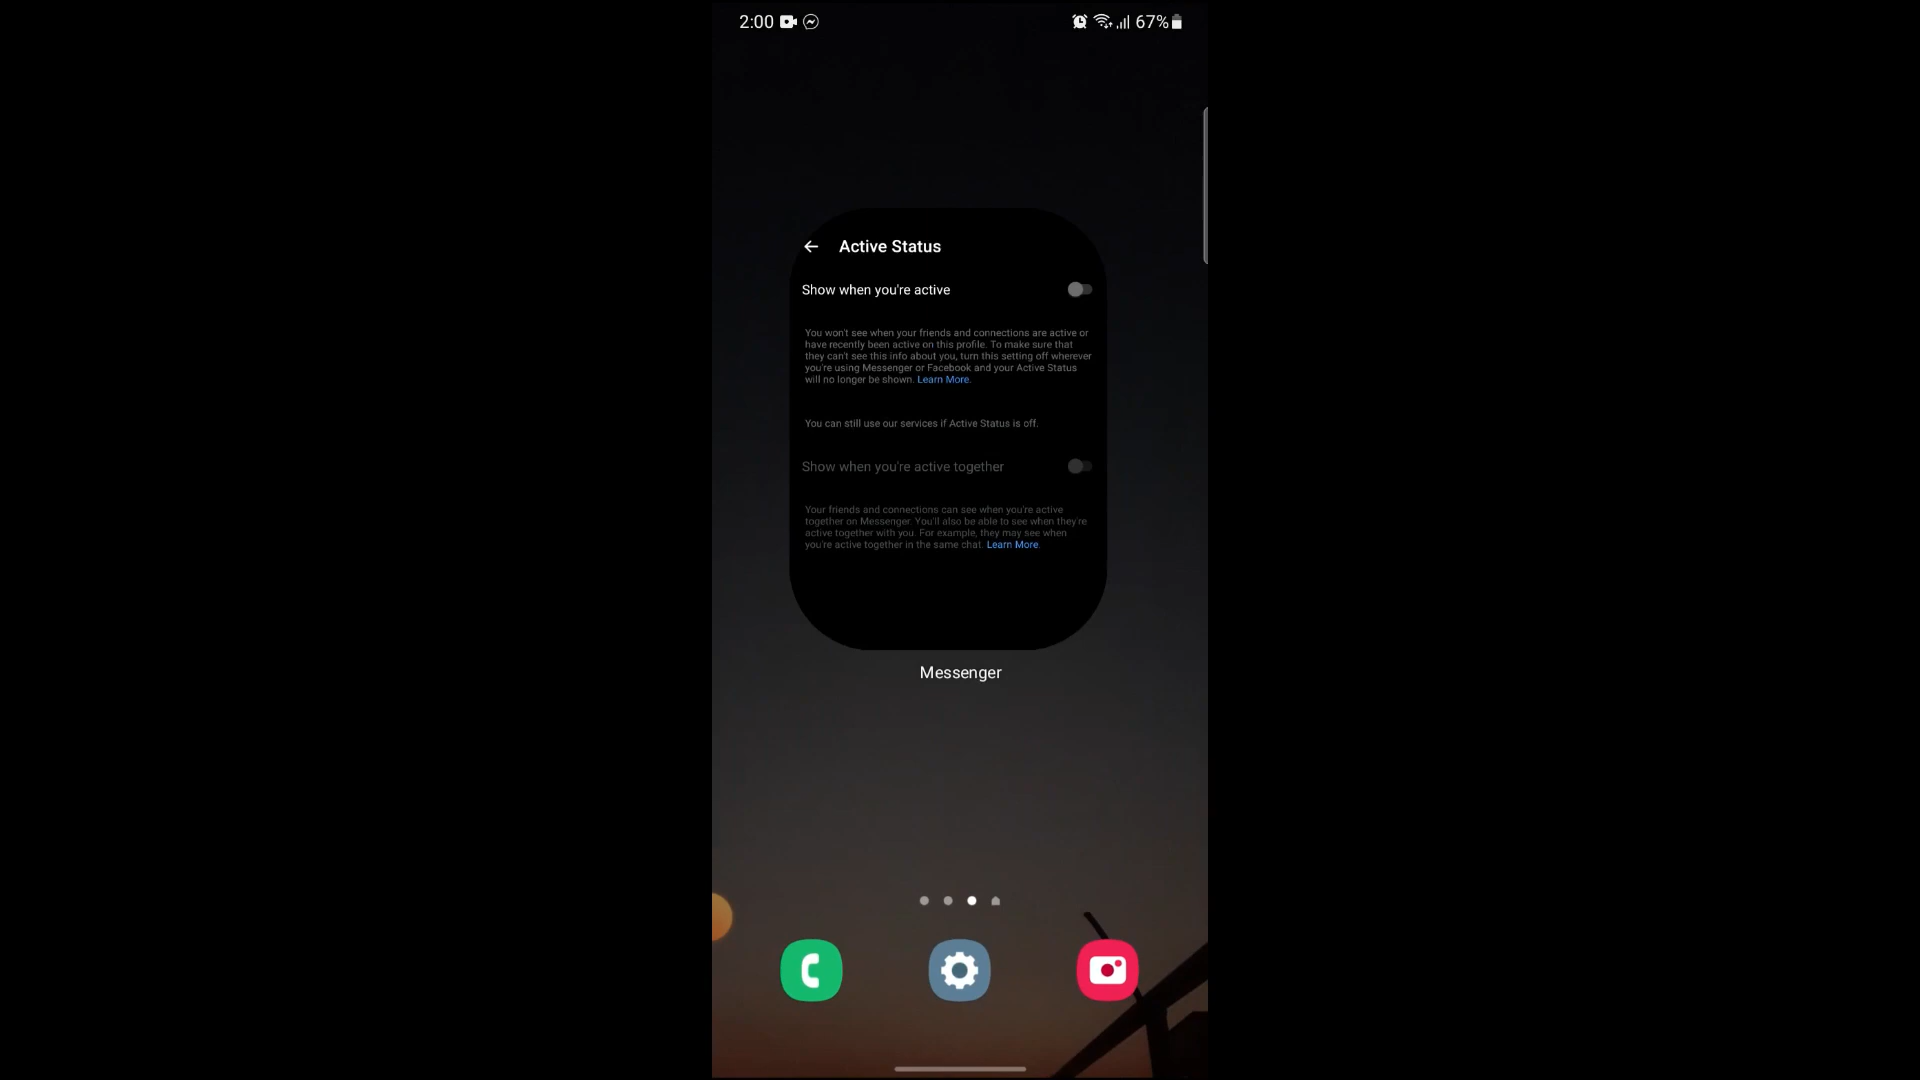 2:00
67%
Active Status
Show when you're active
You won't see when your friends and connections are active or
have recently been active on this profile. To make sure that
they can't see this info about you, turn this setting off wherever
you're using Messenger or Facebook and your Active Status
will no longer be shown. Learn More.
You can still use our services if Active Status is off.
Show when you're active together
Your friends and connections can see when you're active
together on Messenger. You'll also be able to see when they're
active together with you. For example, they may see when
you're active together in the same chat. Learn More.
Messenger